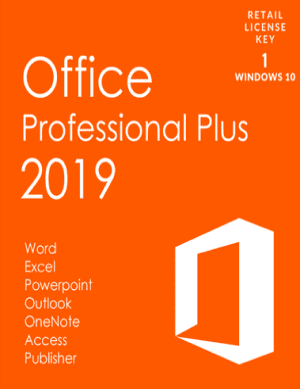 RETAIL
LICENSE
KEY
1
WINDOWS 10
Office
Professional Plus
2019
Word
Excel
Powerpoint
Outlook
OneNote
Access
Publisher